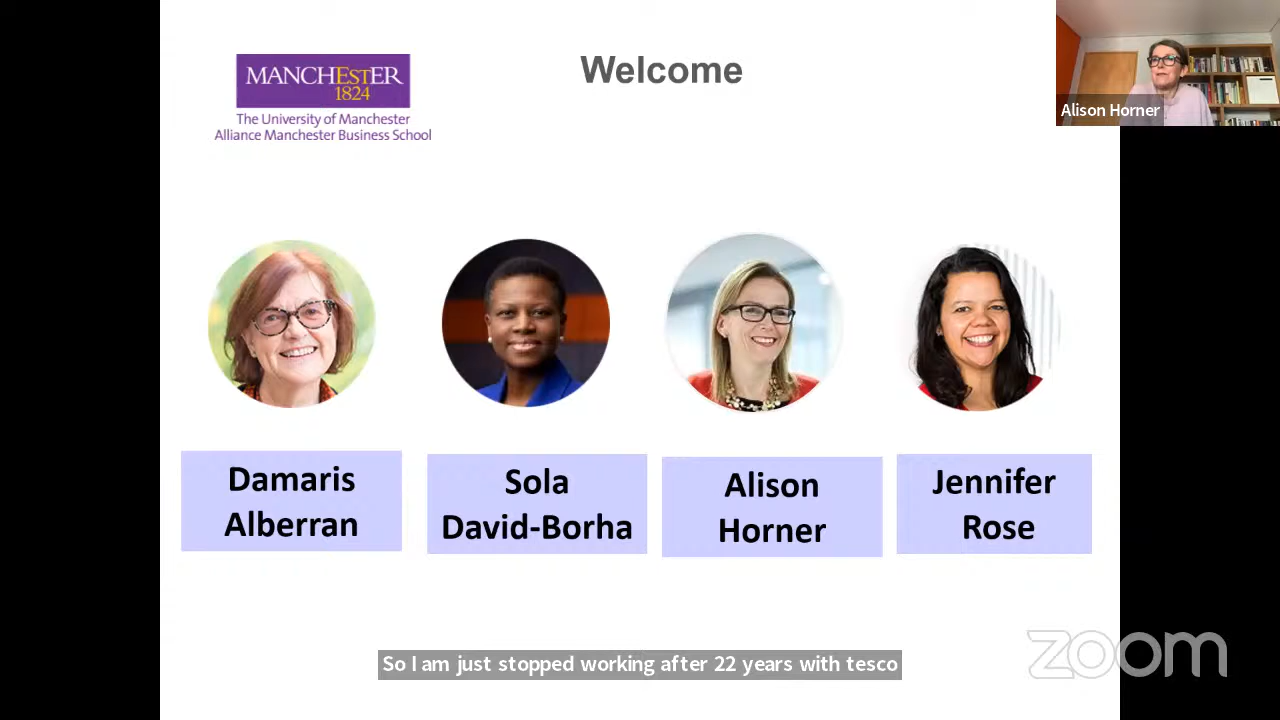 MANCHESTER
1824
The University of Manchester
Alliance Manchester Business School
Welcome
Alison Horner
Damaris
Alberran
Sola
David-Borha
Alison
Horner
Jennifer
Rose
So I am just stopped working after 22 years with tesco
zoom